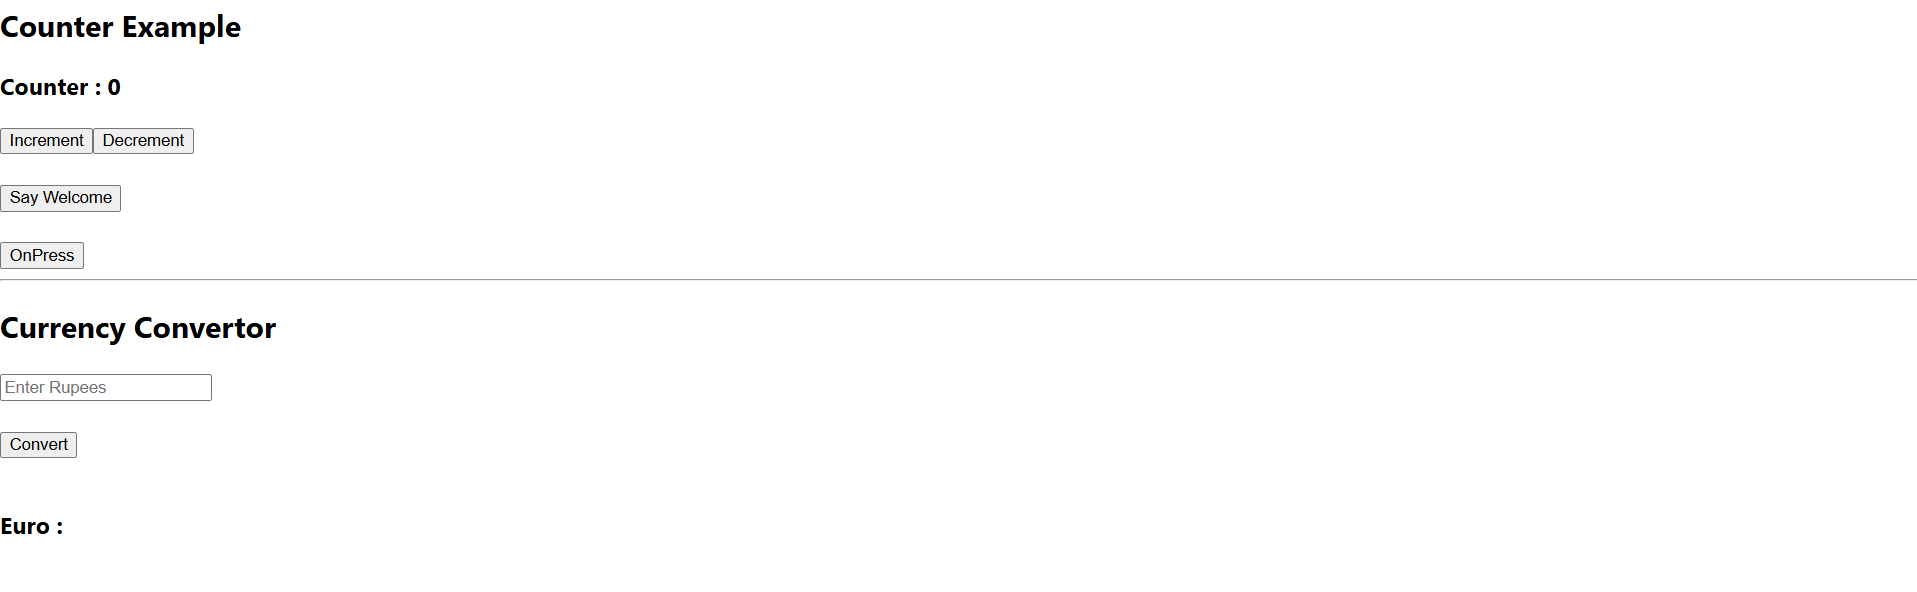 Counter Example
Counter : 0
Increment Decrement
Say Welcome
OnPress
Currency Convertor
Enter Rupees
Convert
Euro :